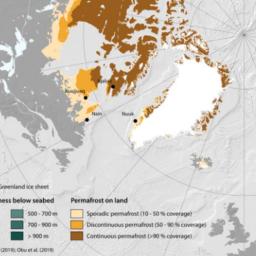 Kuujjuaq
Nain
Nuuk
Greenland ice sheet
ness below seabed
500 - 700 m
700 - 900 m
> 900 m
Permafrost on land
Sporadic permafrost (10 - 50 % coverage)
Discontinuous permafrost (50 - 90 % coverage)
Continuous permafrost (>90 % coverage)
(2019); Obu et al. (2019)